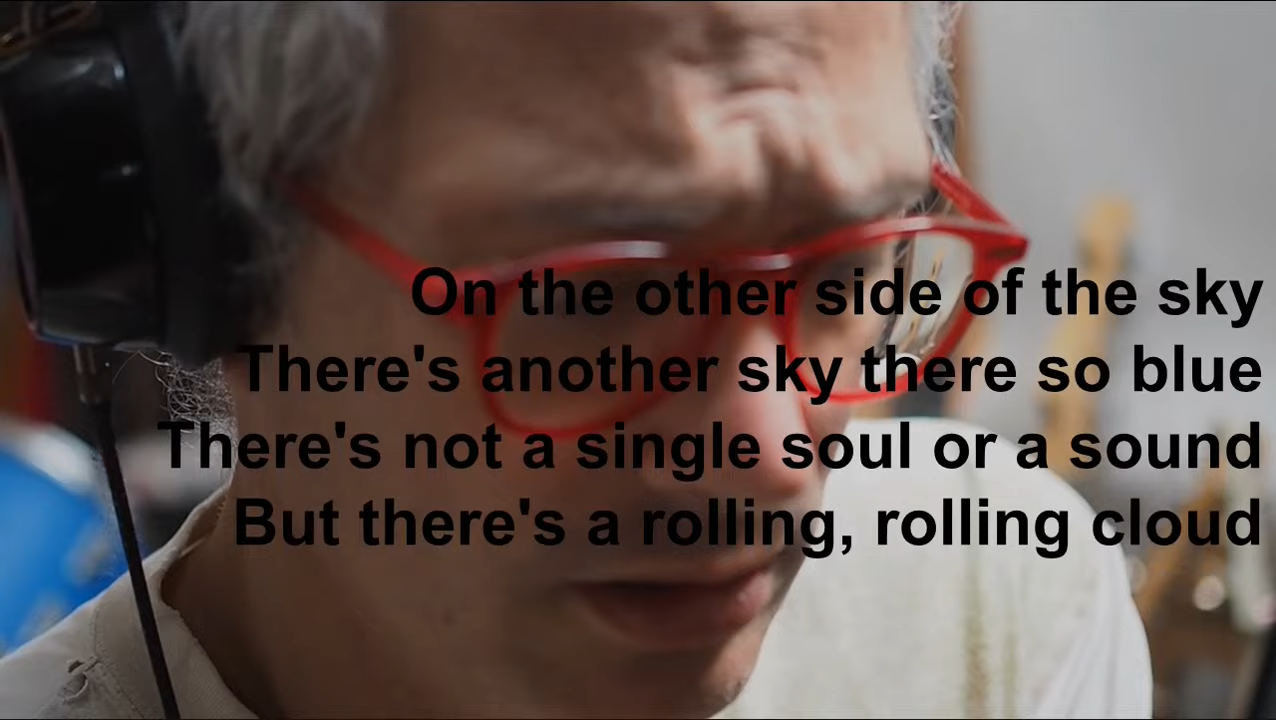 On the other side of the sky
There's another sky there so blue
There's not a single soul or a sound
But there's a rolling, rolling cloud